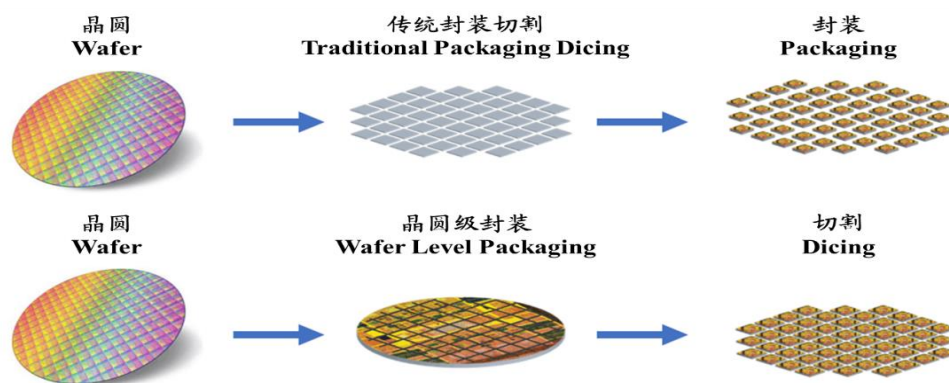 晶圆
Wafer
传统封装切割
Traditional Packaging Dicing
封装
Packaging
晶圆
Wafer
晶圆级封装
Wafer Level Packaging
切割
Dicing